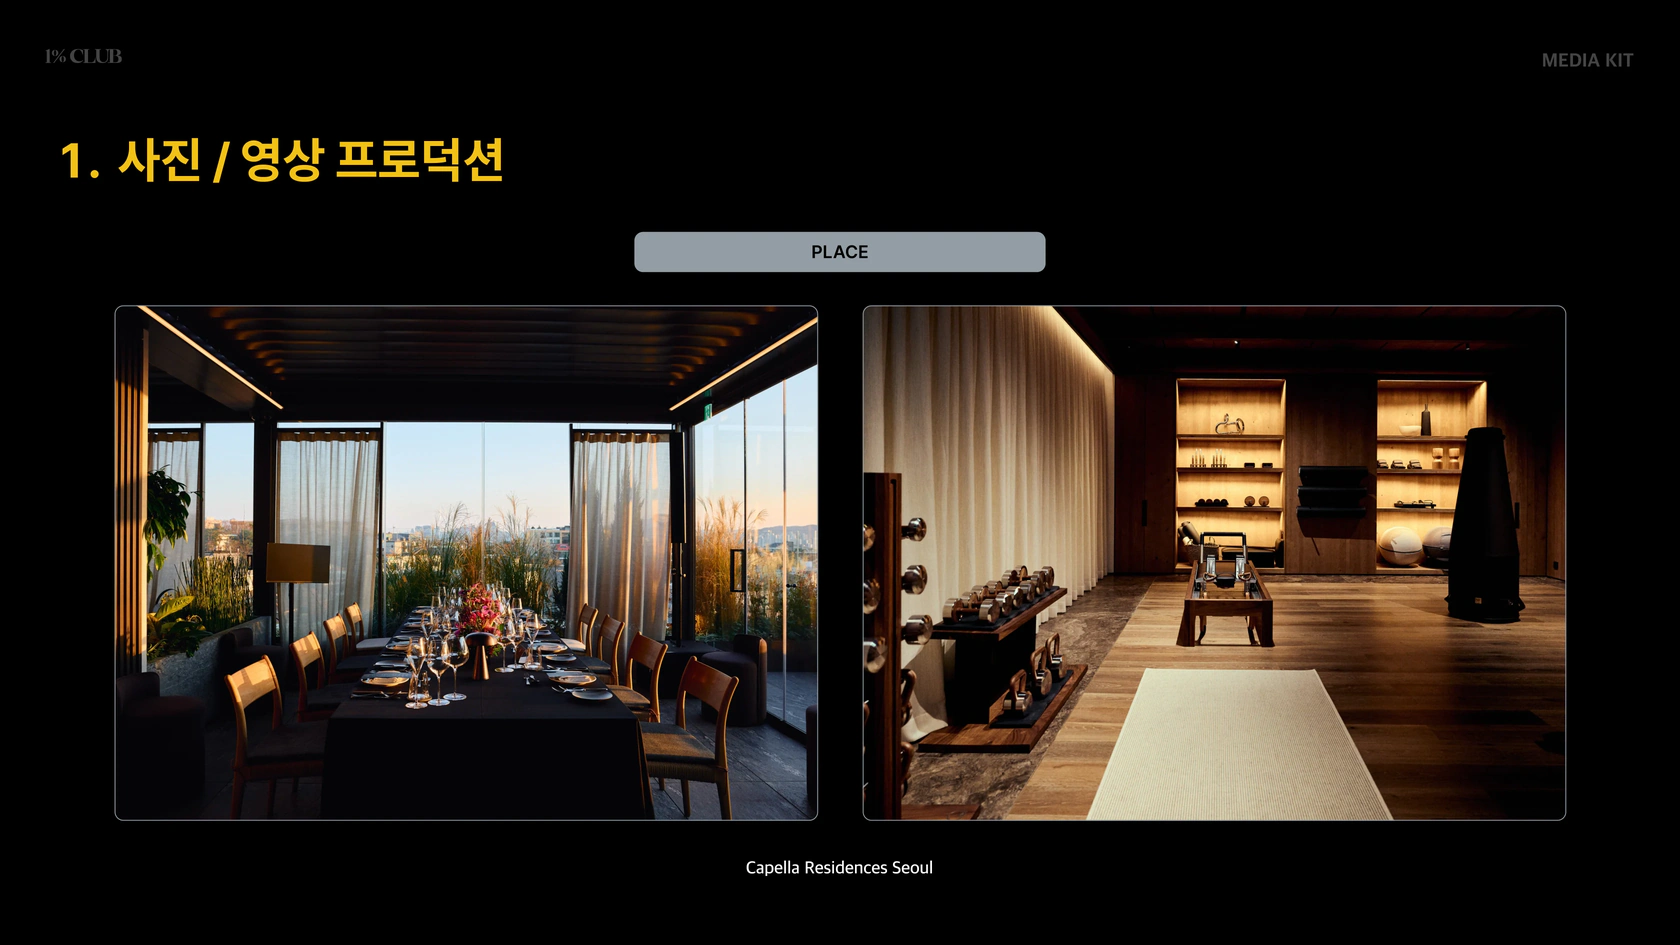 1% CLUB
MEDIA KIT
1. 사진 / 영상 프로덕션
PLACE
Capella Residences Seoul